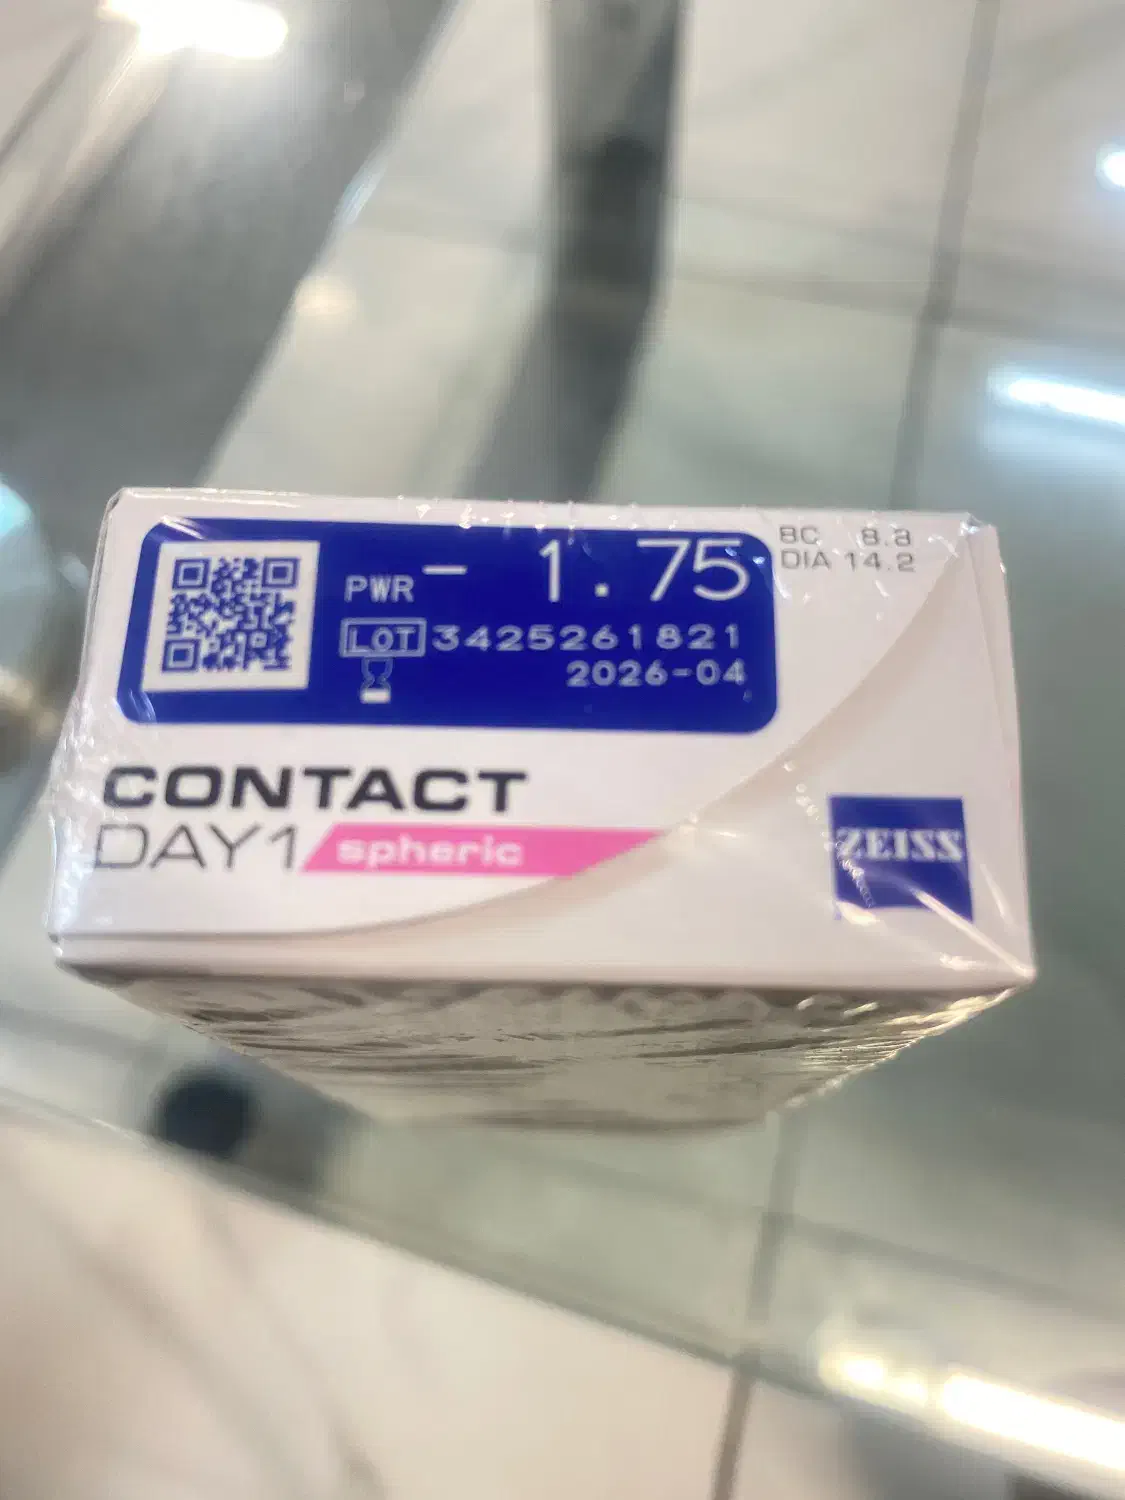 PWR - 1.75
LOT 3425261821
2026-04
BC 8.8
DIA 14.2
CONTACT
DAY1 spheric
ZEISS